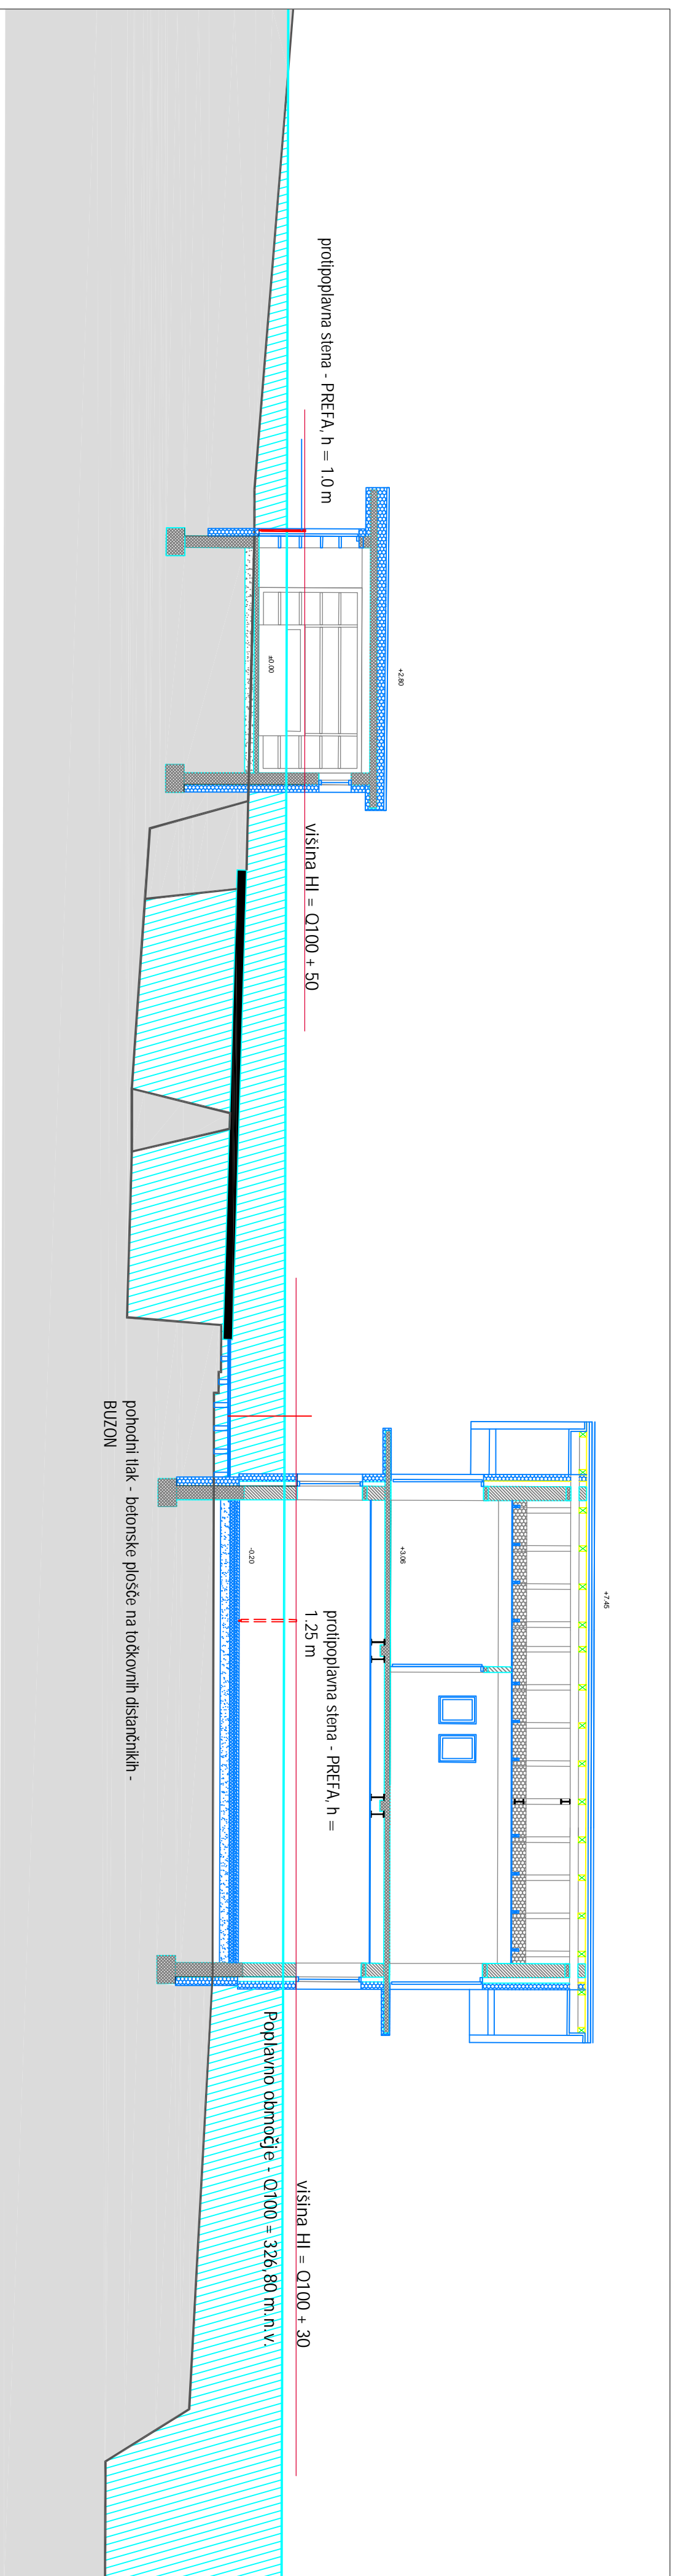 protipoplavna stena - PREFA, h = 1.0 m
+2.80
±0.00
višina HI = Q100 + 50
pohodni tlak - betonske plošče na točkovnih distančnikih -
BUZON
+7.45
+3.06
-0.20
protipoplavna stena - PREFA, h =
1.25 m
višina HI = Q100 + 30
Poplavno območje - Q100 = 326,80 m.n.v.